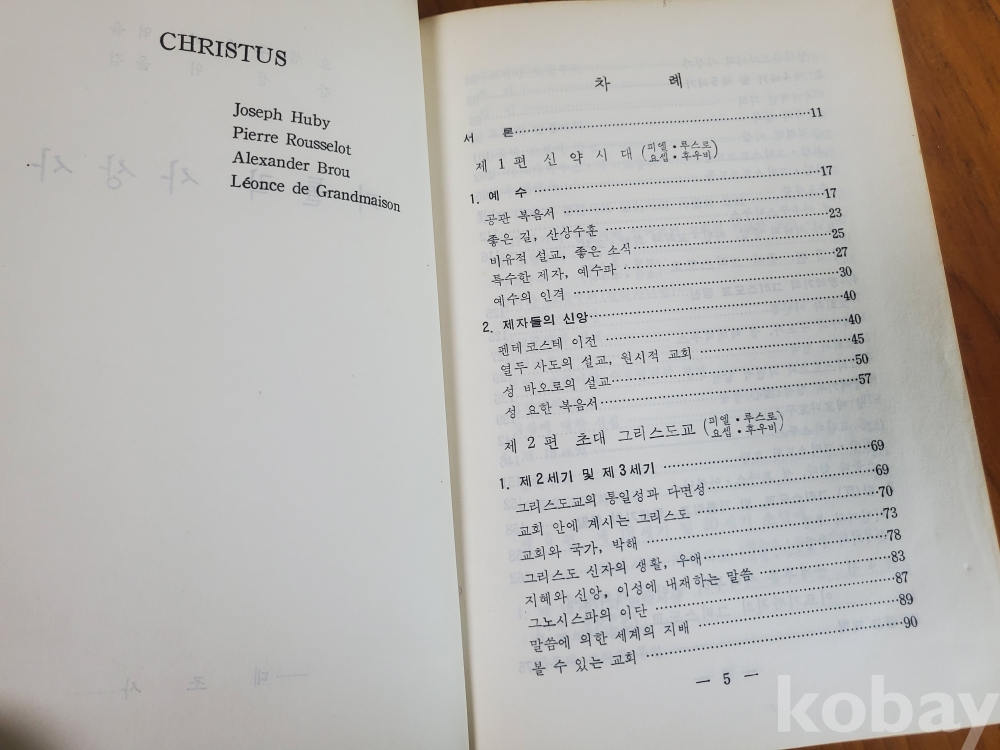 CHRISTUS
Joseph Huby
Pierre Rousselot
Alexander Brou
Léonce de Grandmaison
차 례
서 론 11
제 1 편 신 약 시 대 (피엘・루스로 요셉・후우비)
1. 예 수 17
공관 복음서 17
좋은 길, 산상수훈 23
비유적 설교, 좋은 소식 25
특수한 제자, 예수파 27
예수의 인격 30
2. 제자들의 신앙 40
펜테코스테 이전 40
열두 사도의 설교, 원시적 교회 45
성 바오로의 설교 50
성 요한 복음서 57
제 2 편 초대 그리스도교 (피엘・루스로 요셉・후우비)
1. 제2세기 및 제3세기 69
그리스도교의 통일성과 다면성 69
교회 안에 계시는 그리스도 70
교회와 국가, 박해 73
그리스도 신자의 생활, 우애 78
지혜와 신앙, 이성에 내재하는 말씀 83
그노시스파의 이단 87
말씀에 의한 세계의 지배 89
볼 수 있는 교회 90
— 5 —
kobay